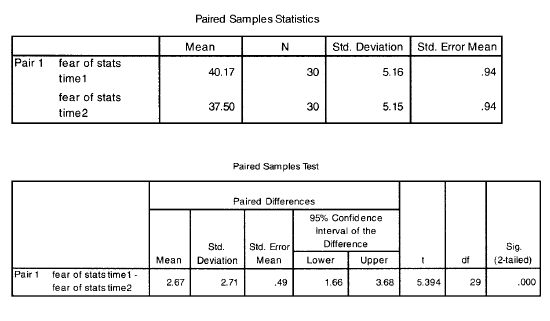 Paired Samples Statistics
Mean N Std. Deviation Std. Error Mean
Pair 1 fear of stats time1 40.17 30 5.16 .94
fear of stats time2 37.50 30 5.15 .94
Paired Samples Test
Paired Differences
95% Confidence
Interval of the
Difference
Mean Std. Deviation Std. Error Mean Lower Upper t df Sig. (2-tailed)
Pair 1 fear of stats time1 - fear of stats time2 2.67 2.71 .49 1.66 3.68 5.394 29 .000